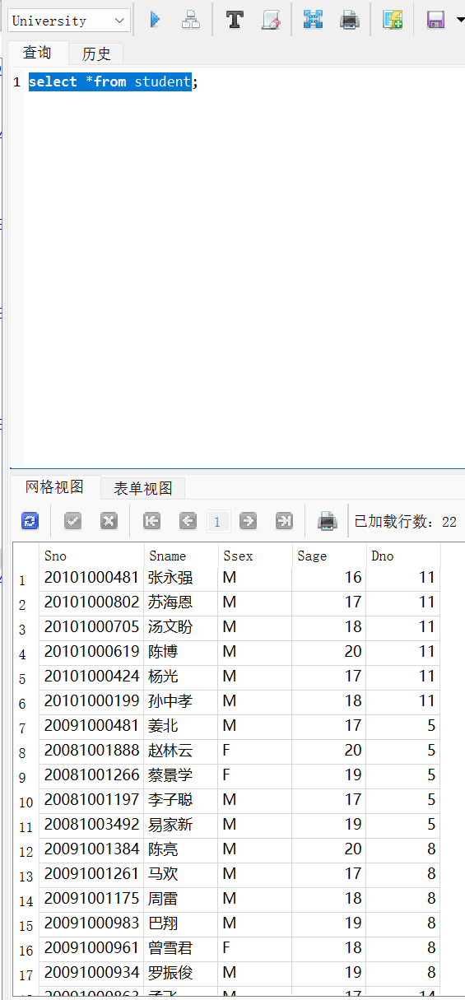 University
查询 历史
1 select *from student;
网格视图 表单视图
1 已加载行数: 22
Sno Sname Ssex Sage Dno
1 20101000481 张永强 M 16 11
2 20101000802 苏海恩 M 17 11
3 20101000705 汤文盼 M 18 11
4 20101000619 陈博 M 20 11
5 20101000424 杨光 M 17 11
6 20101000199 孙中孝 M 18 11
7 20091000481 姜北 M 17 5
8 20081001888 赵林云 F 20 5
9 20081001266 蔡景学 F 19 5
10 20081001197 李子聪 M 17 5
11 20081003492 易家新 M 19 5
12 20091001384 陈亮 M 20 8
13 20091001261 马欢 M 17 8
14 20091001175 周雷 M 18 8
15 20091000983 巴翔 M 19 8
16 20091000961 曾雪君 F 18 8
17 20091000934 罗振俊 M 19 8
20091000863 孟飞 M 17 14